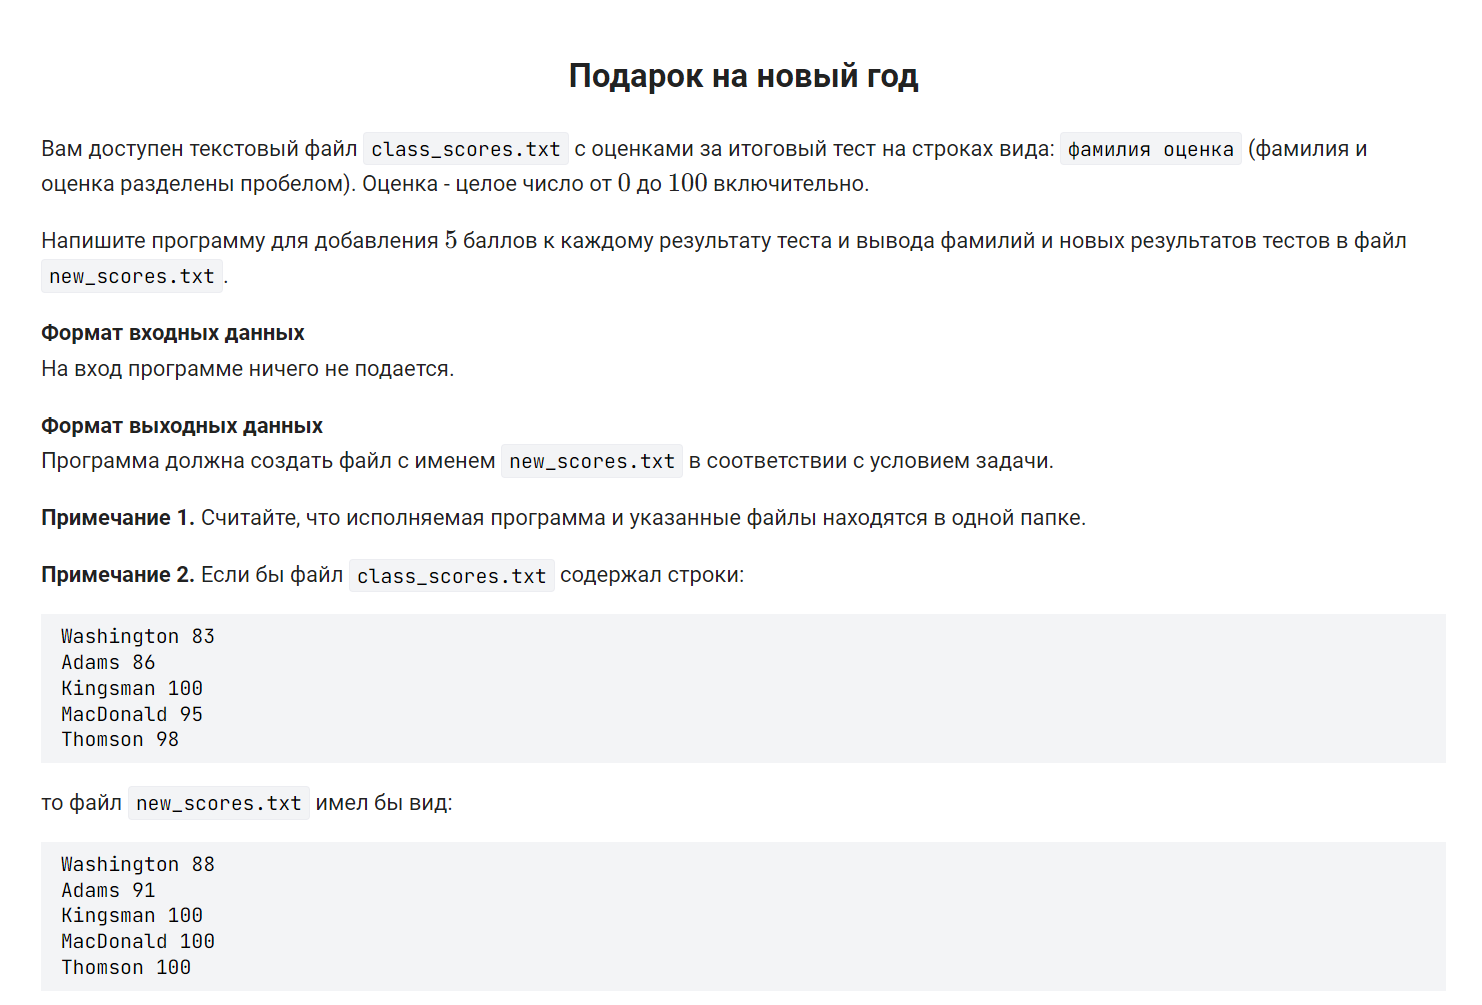 Подарок на новый год
Вам доступен текстовый файл class_scores.txt с оценками за итоговый тест на строках вида: фамилия оценка (фамилия и
оценка разделены пробелом). Оценка - целое число от 0 до 100 включительно.
Напишите программу для добавления 5 баллов к каждому результату теста и вывода фамилий и новых результатов тестов в файл
new_scores.txt.
Формат входных данных
На вход программе ничего не подается.
Формат выходных данных
Программа должна создать файл с именем new_scores.txt в соответствии с условием задачи.
Примечание 1. Считайте, что исполняемая программа и указанные файлы находятся в одной папке.
Примечание 2. Если бы файл class_scores.txt содержал строки:
Washington 83
Adams 86
Kingsman 100
MacDonald 95
Thomson 98
то файл new_scores.txt имел бы вид:
Washington 88
Adams 91
Kingsman 100
MacDonald 100
Thomson 100